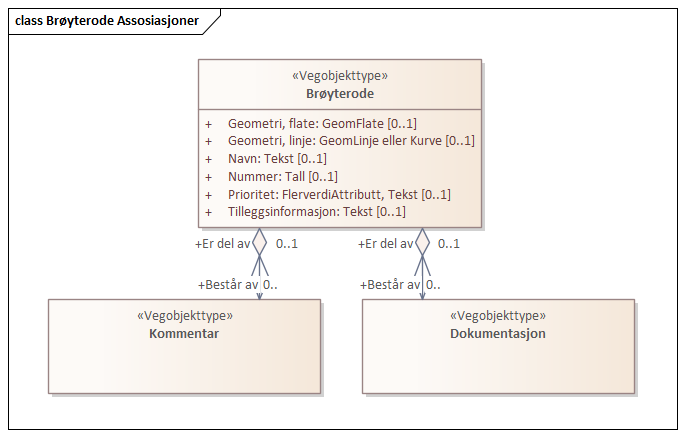 class Brøyterode Assosiasjoner
«Vegobjekttype»
Brøyterode
+ Geometri, flate: GeomFlate [0..1]
+ Geometri, linje: GeomLinje eller Kurve [0..1]
+ Navn: Tekst [0..1]
+ Nummer: Tall [0..1]
+ Prioritet: FlerverdiAttributt, Tekst [0..1]
+ Tilleggsinformasjon: Tekst [0..1]
+Er del av 0..1 +Er del av 0..1
+Består av 0.. +Består av 0..
«Vegobjekttype» «Vegobjekttype»
Kommentar Dokumentasjon